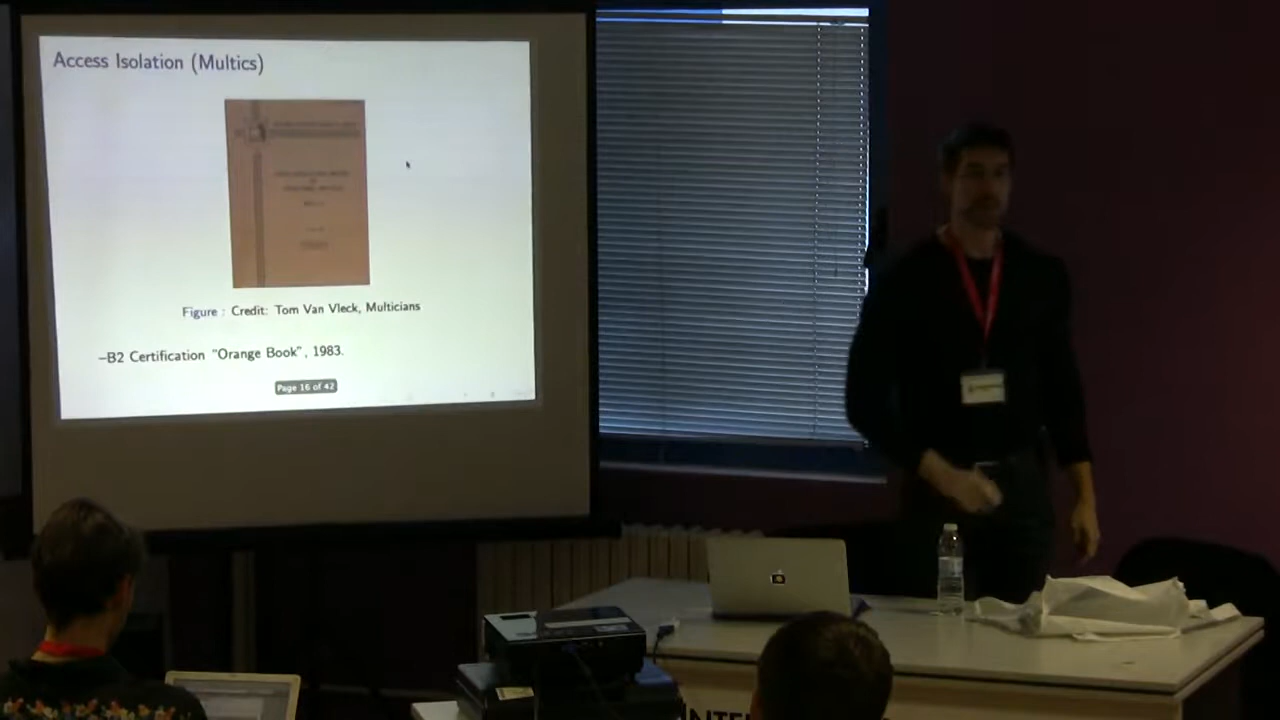 Access Isolation (Multics)
Figure : Credit: Tom Van Vleck, Multicians
–B2 Certification "Orange Book", 1983.
Page 16 of 42